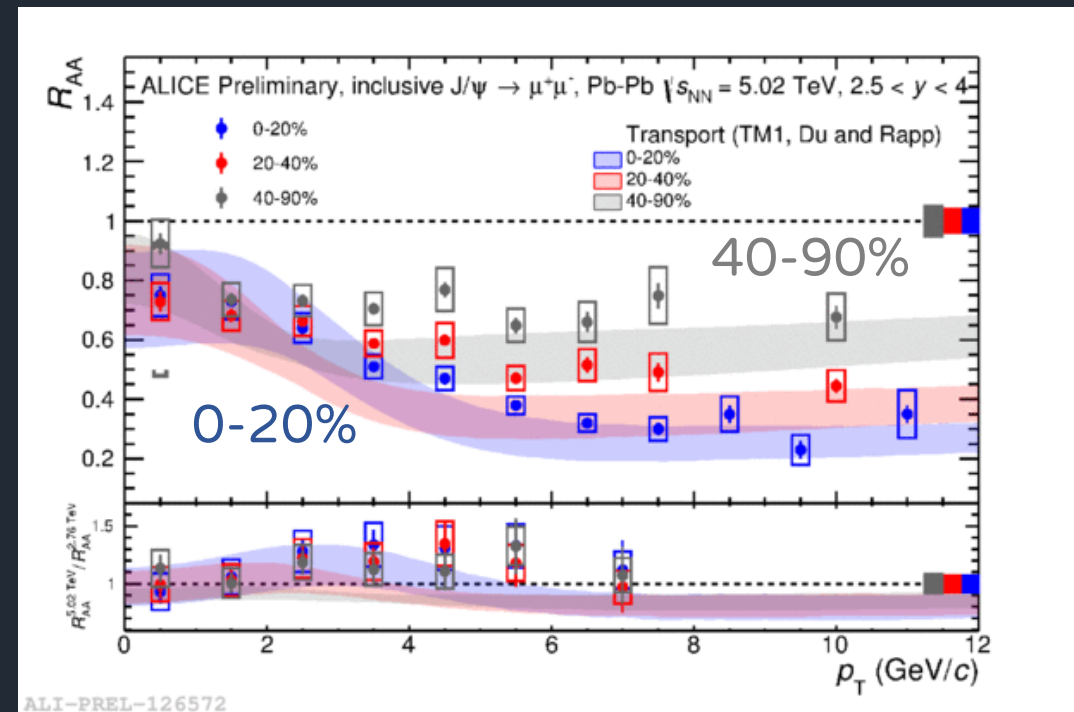 R_AA
ALICE Preliminary, inclusive J/ψ → μ⁺μ⁻, Pb-Pb √s_NN = 5.02 TeV, 2.5 < y < 4
0-20%
20-40%
40-90%
Transport (TM1, Du and Rapp)
0-20%
20-40%
40-90%
1.4
1.2
1
0.8
0.6
0.4
0.2
40-90%
0-20%
R_AA^5.02 TeV/R_AA^2.76 TeV
1.5
1
0 2 4 6 8 10 12
p_T (GeV/c)
ALI-PREL-126572